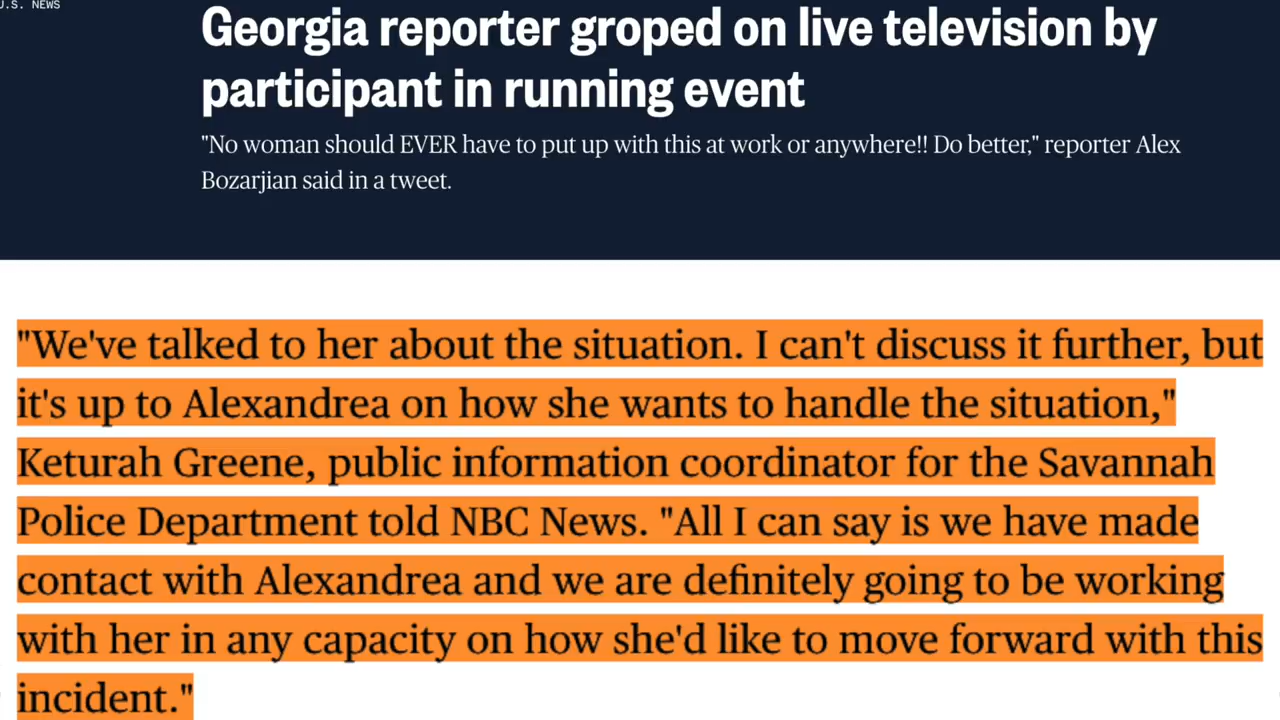 U.S. NEWS
Georgia reporter groped on live television by
participant in running event
"No woman should EVER have to put up with this at work or anywhere!! Do better," reporter Alex
Bozarjian said in a tweet.
"We've talked to her about the situation. I can't discuss it further, but
it's up to Alexandrea on how she wants to handle the situation,"
Keturah Greene, public information coordinator for the Savannah
Police Department told NBC News. "All I can say is we have made
contact with Alexandrea and we are definitely going to be working
with her in any capacity on how she'd like to move forward with this
incident."